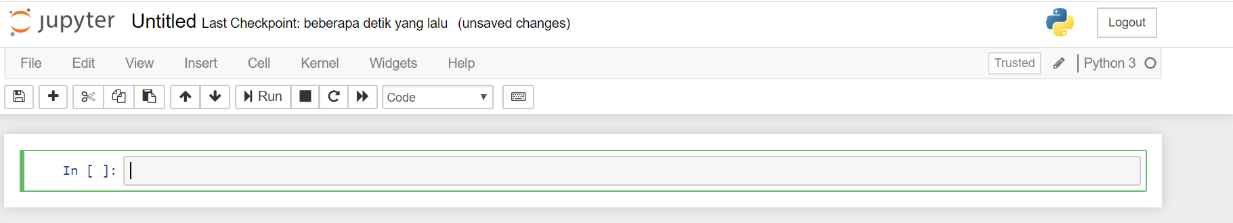 jupyter Untitled Last Checkpoint: beberapa detik yang lalu (unsaved changes) Logout
File Edit View Insert Cell Kernel Widgets Help Trusted Python 3
Run Code
In [ ]: